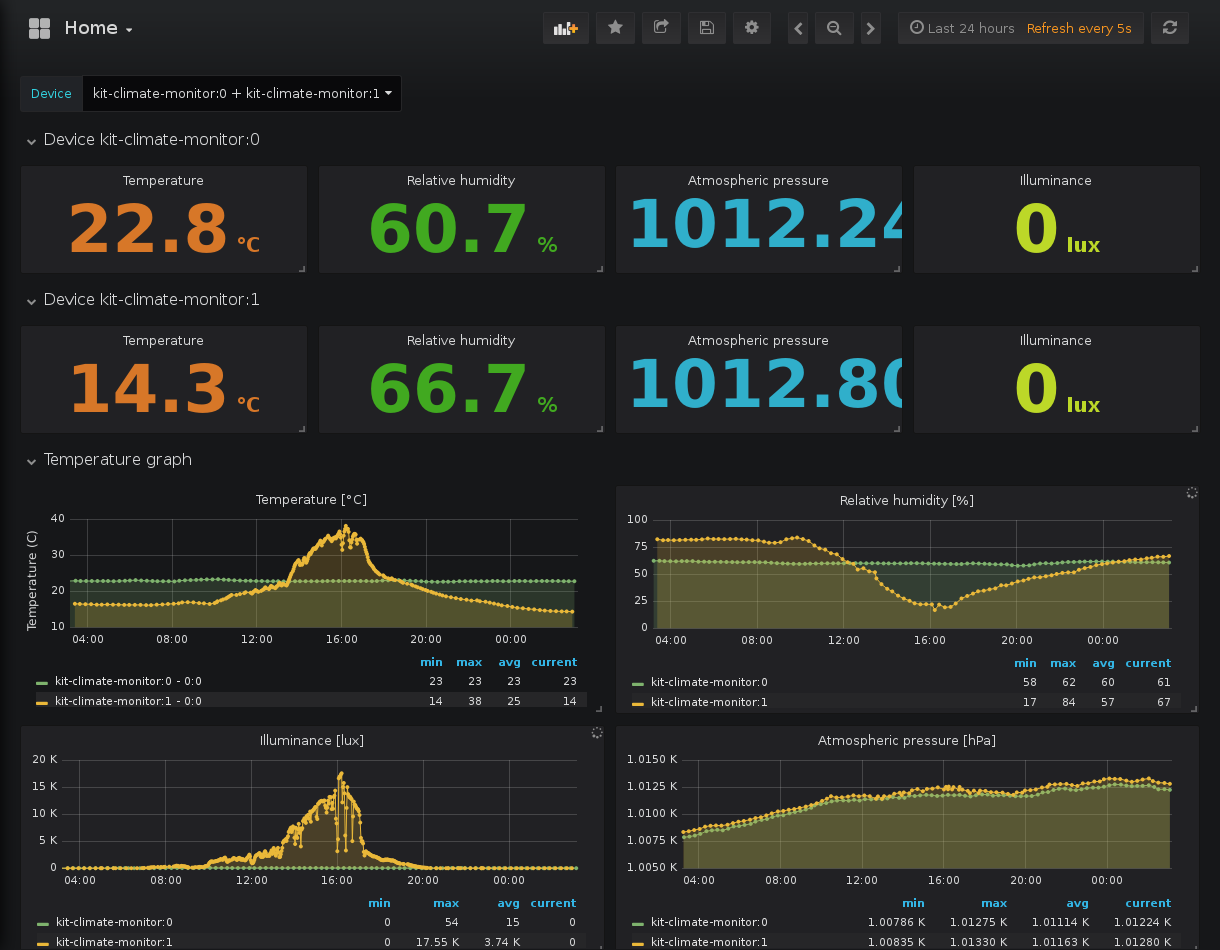 Home
Last 24 hours Refresh every 5s
Device kit-climate-monitor:0 + kit-climate-monitor:1
Device kit-climate-monitor:0
Temperature Relative humidity Atmospheric pressure Illuminance
22.8 °C 60.7 % 1012.24 0 lux
Device kit-climate-monitor:1
Temperature Relative humidity Atmospheric pressure Illuminance
14.3 °C 66.7 % 1012.80 0 lux
Temperature graph
Temperature [°C]
Temperature (C)
40
30
20
10
04:00 08:00 12:00 16:00 20:00 00:00
min max avg current
kit-climate-monitor:0 - 0:0 23 23 23 23
kit-climate-monitor:1 - 0:0 14 38 25 14
Relative humidity [%]
100
75
50
25
0
04:00 08:00 12:00 16:00 20:00 00:00
min max avg current
kit-climate-monitor:0 58 62 60 61
kit-climate-monitor:1 17 84 57 67
Illuminance [lux]
20 K
15 K
10 K
5 K
0
04:00 08:00 12:00 16:00 20:00 00:00
min max avg current
kit-climate-monitor:0 0 54 15 0
kit-climate-monitor:1 0 17.55 K 3.74 K 0
Atmospheric pressure [hPa]
1.0150 K
1.0125 K
1.0100 K
1.0075 K
1.0050 K
04:00 08:00 12:00 16:00 20:00 00:00
min max avg current
kit-climate-monitor:0 1.00786 K 1.01275 K 1.01114 K 1.01224 K
kit-climate-monitor:1 1.00835 K 1.01330 K 1.01163 K 1.01280 K